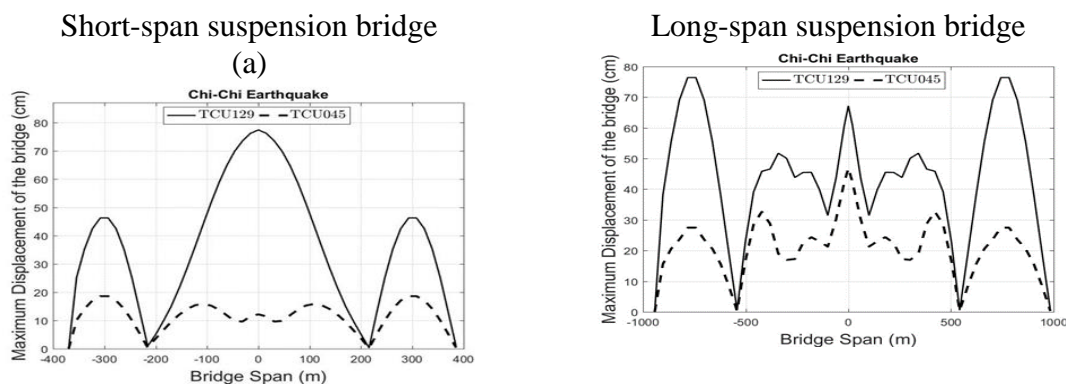 Short-span suspension bridge
(a)
Chi-Chi Earthquake
TCU129 TCU045
Maximum Displacement of the bridge (cm)
80
70
60
50
40
30
20
10
0
-400 -300 -200 -100 0 100 200 300 400
Bridge Span (m)
Long-span suspension bridge
Chi-Chi Earthquake
TCU129 TCU045
Maximum Displacement of the bridge (cm)
80
70
60
50
40
30
20
10
0
-1000 -500 0 500 1000
Bridge Span (m)